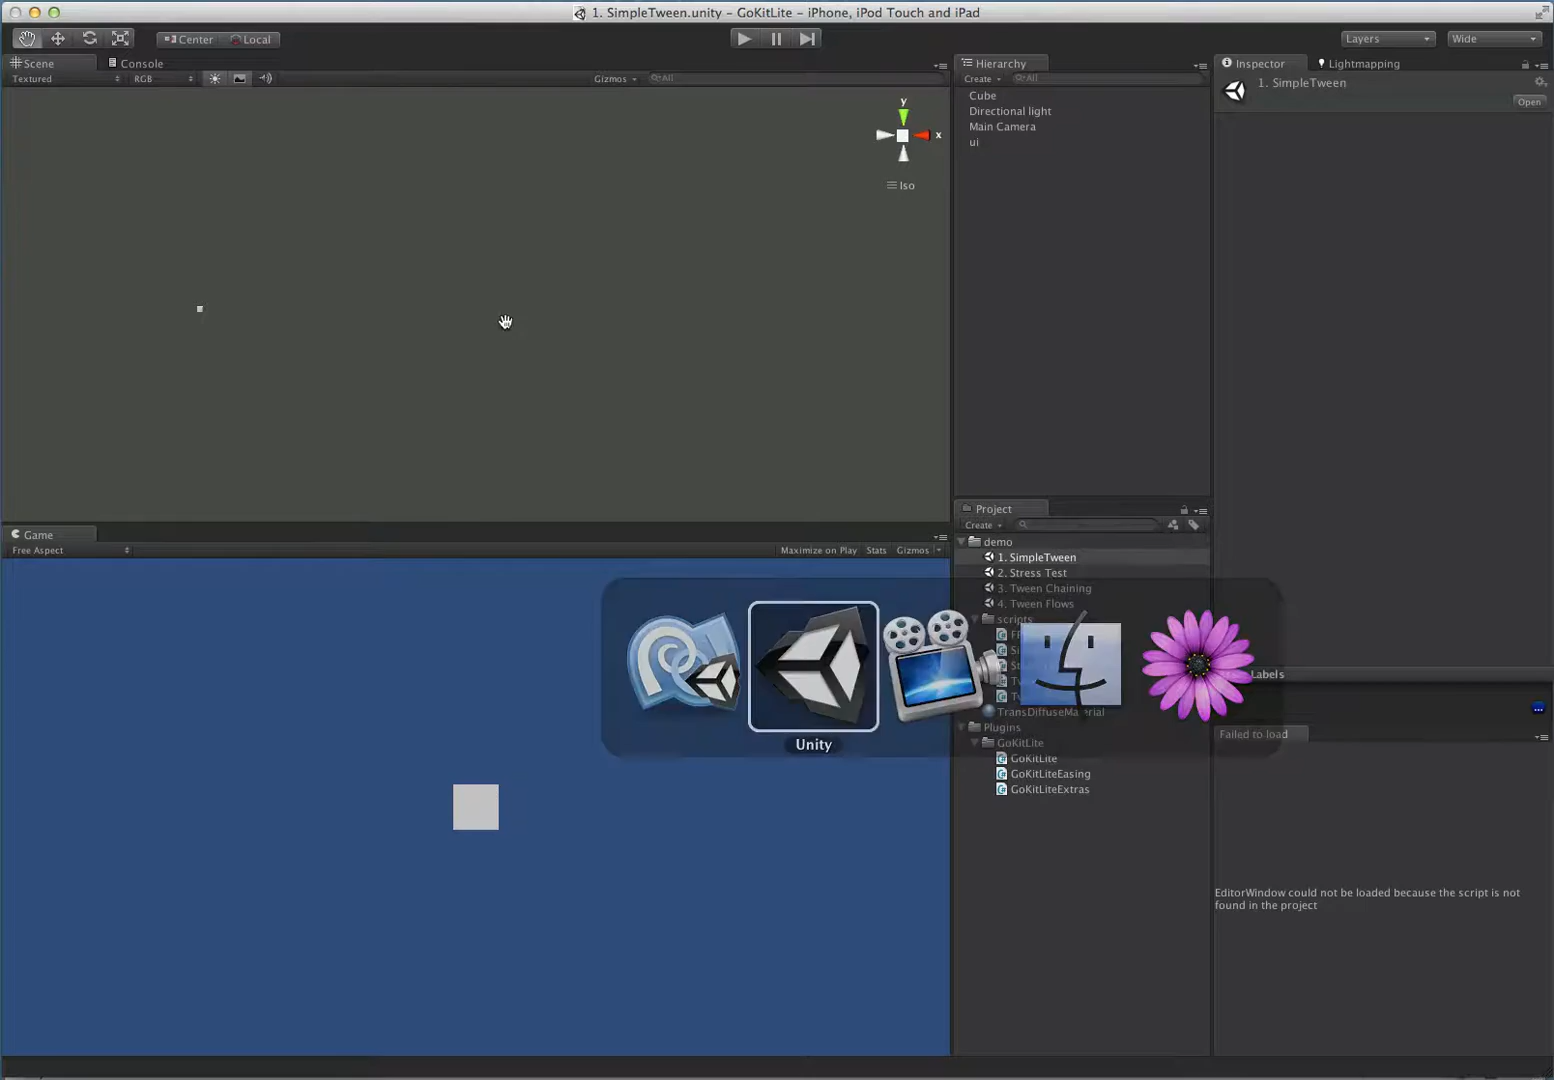 1. SimpleTween.unity – GoKitLite – iPhone, iPod Touch and iPad
Center Local
Layers Wide
Scene Console
Textured RGB Gizmos All
y
x
Iso
Hierarchy
Create All
Cube
Directional light
Main Camera
ui
Inspector Lightmapping
1. SimpleTween
Open
Game
Free Aspect Maximize on Play Stats Gizmos
Project
Create
demo
1. SimpleTween
2. Stress Test
3. Tween Chaining
4. Tween Flows
scripts
TransDiffuseMaterial
Plugins
GoKitLite
GoKitLite
GoKitLiteEasing
GoKitLiteExtras
Unity
Labels
...
Failed to load
EditorWindow could not be loaded because the script is not
found in the project